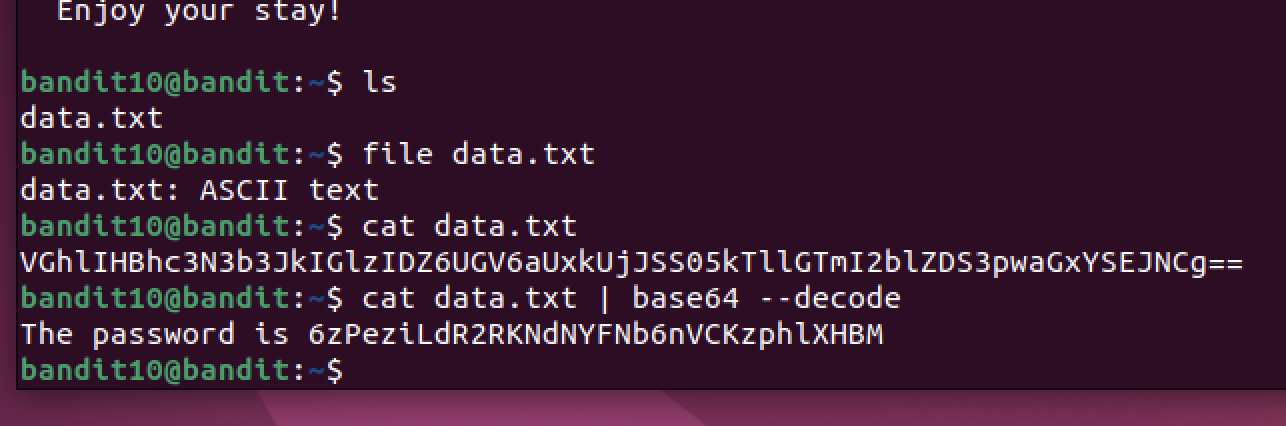 Enjoy your stay!
bandit10@bandit:~$ ls
data.txt
bandit10@bandit:~$ file data.txt
data.txt: ASCII text
bandit10@bandit:~$ cat data.txt
VGhlIHBhc3N3b3JkIGlzIDZ6UGV6aUxkUjJSS05kTllGTmI2blZDS3pwaGxYSEJNCg==
bandit10@bandit:~$ cat data.txt | base64 --decode
The password is 6zPeziLdR2RKNdNYFNb6nVCKzphlXHBM
bandit10@bandit:~$